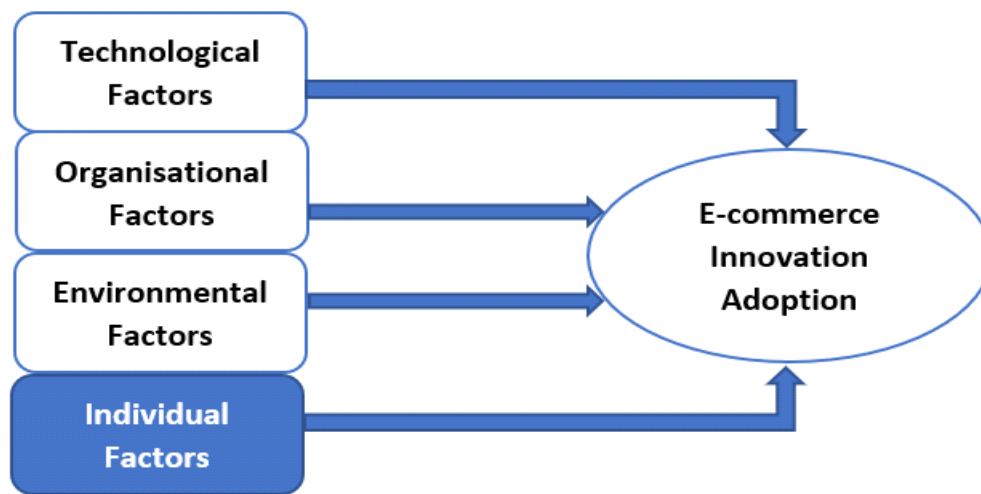 Technological
Factors
Organisational
Factors
Environmental
Factors
Individual
Factors
E-commerce
Innovation
Adoption